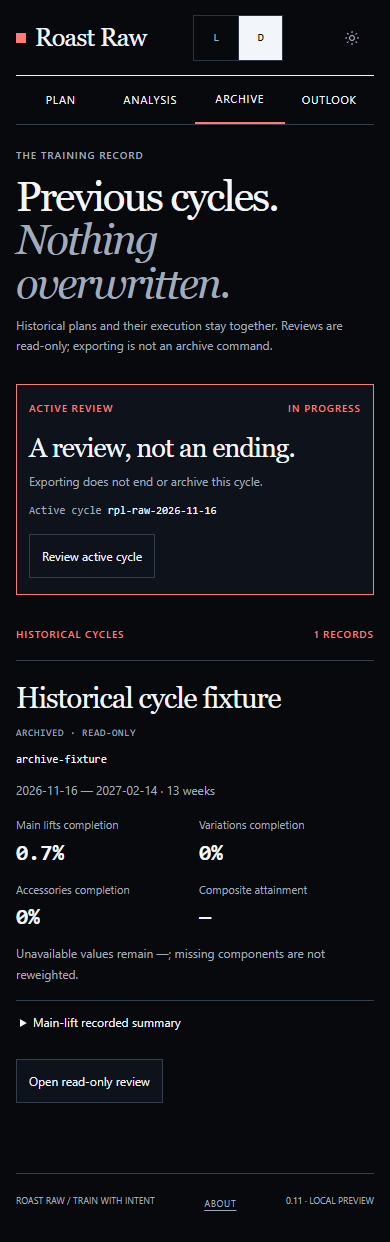 Roast Raw
L D
PLAN ANALYSIS ARCHIVE OUTLOOK
THE TRAINING RECORD
Previous cycles.
Nothing
overwritten.
Historical plans and their execution stay together. Reviews are
read-only; exporting is not an archive command.
ACTIVE REVIEW IN PROGRESS
A review, not an ending.
Exporting does not end or archive this cycle.
Active cycle rpl-raw-2026-11-16
Review active cycle
HISTORICAL CYCLES 1 RECORDS
Historical cycle fixture
ARCHIVED · READ-ONLY
archive-fixture
2026-11-16 — 2027-02-14 · 13 weeks
Main lifts completion Variations completion
0.7% 0%
Accessories completion Composite attainment
0% —
Unavailable values remain —; missing components are not
reweighted.
Main-lift recorded summary
Open read-only review
ROAST RAW / TRAIN WITH INTENT ABOUT 0.11 · LOCAL PREVIEW